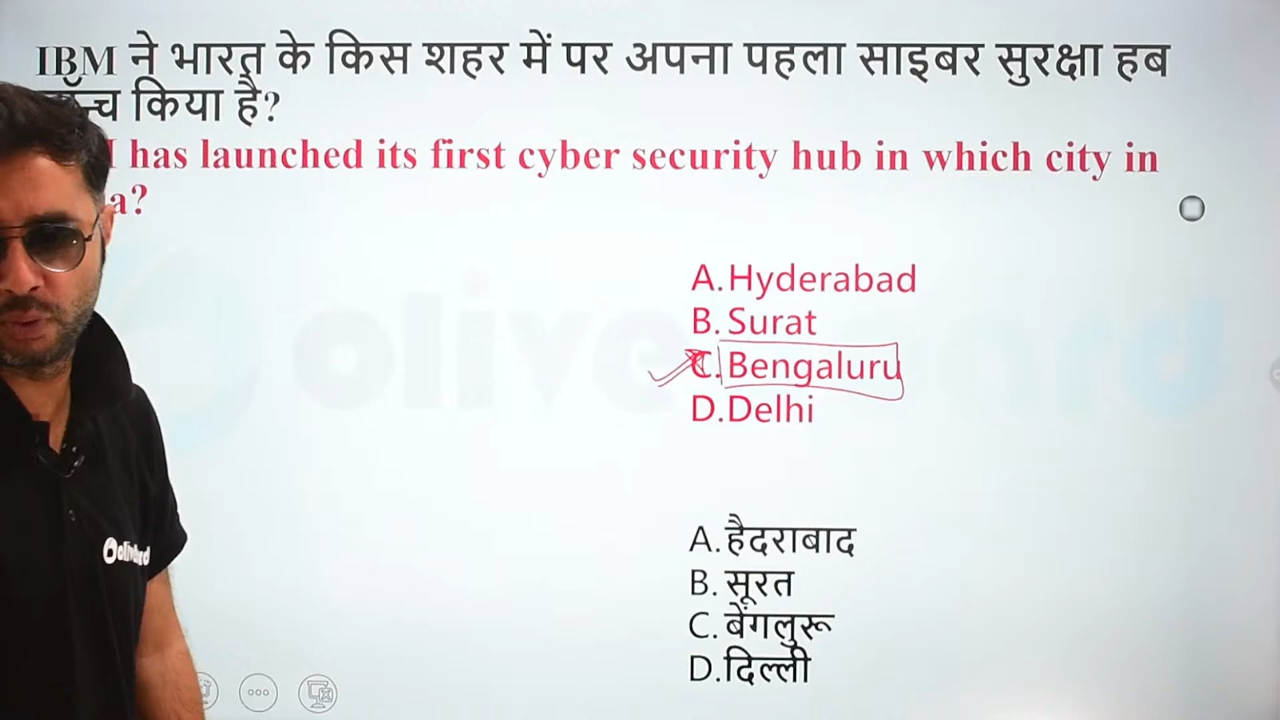 IBM ने भारत के किस शहर में पर अपना पहला साइबर सुरक्षा हब
किया है?
has launched its first cyber security hub in which city in
A. Hyderabad
B. Surat
C. Bengaluru
D. Delhi
A. हैदराबाद
B. सूरत
C. बेंगलुरू
D. दिल्ली